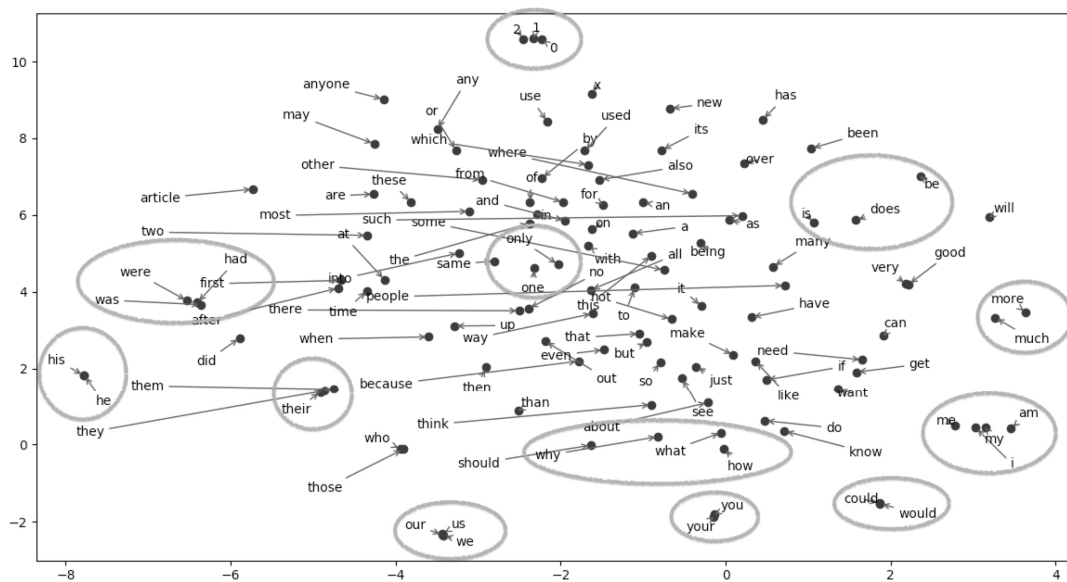 2 1
0
10
any
x
anyone
use
new
has
or
may
8
used
its
which
by
been
where
over
other
from
also
these
of
be
article
are
for
and
an
will
most
6
such
some
in
on
a
as
is
does
two
at
only
many
the
with
had
same
being
good
were
first
into
no
all
very
4
was
people
one
not
it
more
after
there
time
this
to
have
when
up
way
make
can
much
that
but
his
did
even
need
2
because
then
out
so
just
if
get
them
he
like
want
their
than
see
they
think
about
do
me
am
0
who
why
what
my
should
how
know
i
those
could
would
our
us
you
−2
we
your
−8 −6 −4 −2 0 2 4